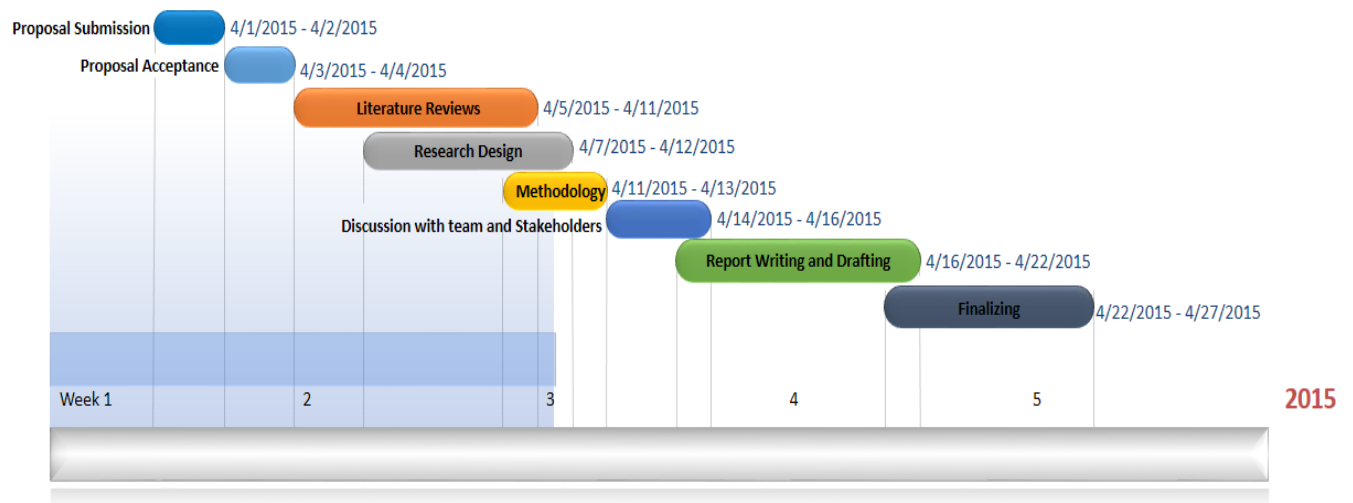 Proposal Submission 4/1/2015 - 4/2/2015
Proposal Acceptance 4/3/2015 - 4/4/2015
Literature Reviews 4/5/2015 - 4/11/2015
Research Design 4/7/2015 - 4/12/2015
Methodology 4/11/2015 - 4/13/2015
Discussion with team and Stakeholders 4/14/2015 - 4/16/2015
Report Writing and Drafting 4/16/2015 - 4/22/2015
Finalizing 4/22/2015 - 4/27/2015
Week 1 2 3 4 5 2015